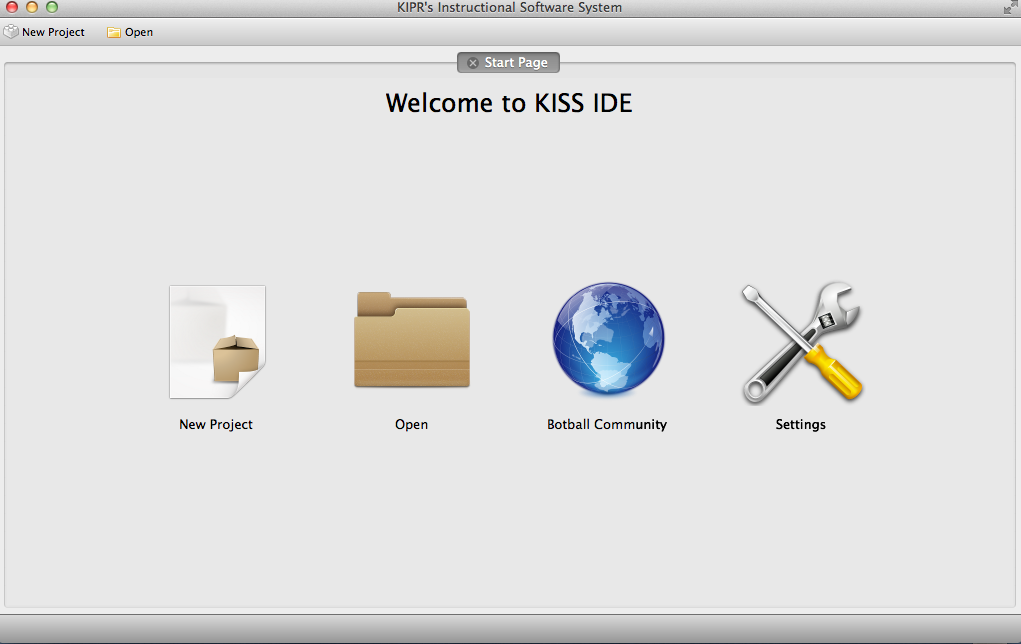 KIPR's Instructional Software System
New Project Open
Start Page
Welcome to KISS IDE
New Project Open Botball Community Settings